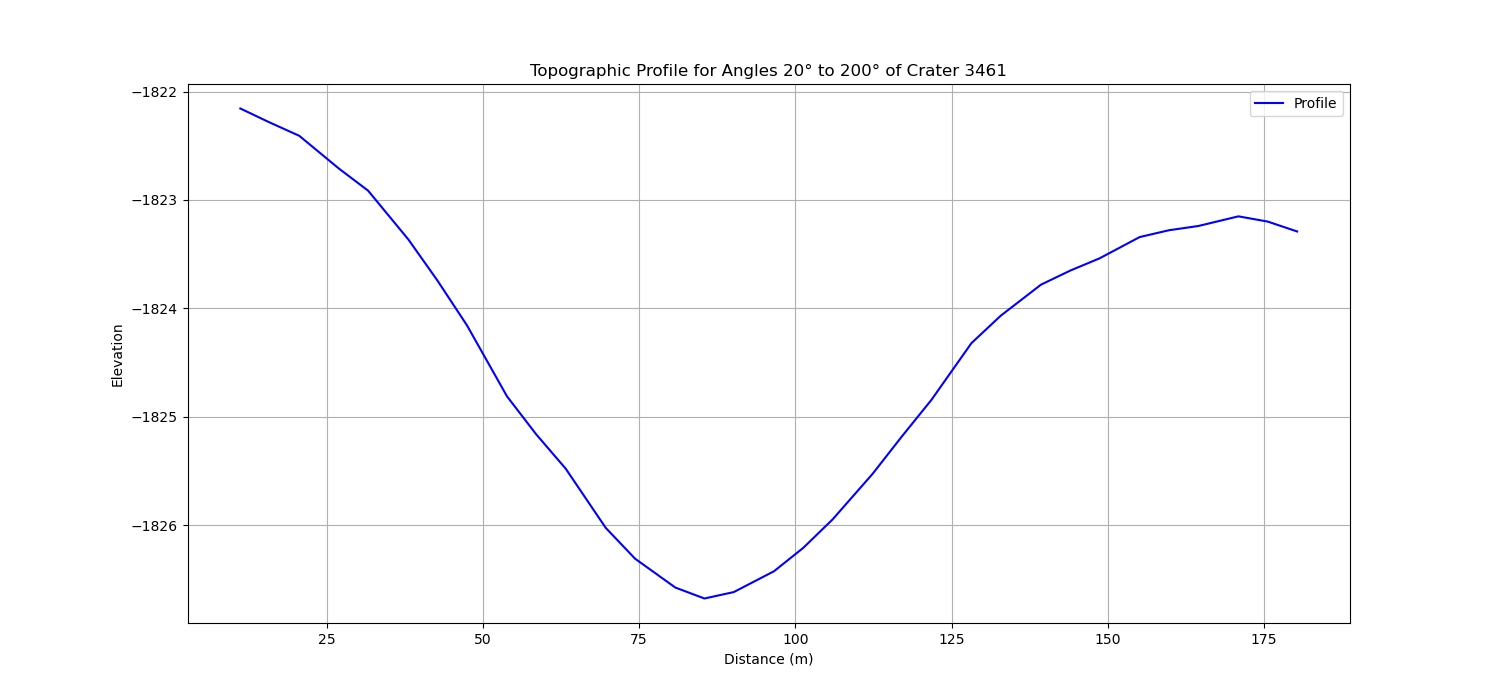 Topographic Profile for Angles 20° to 200° of Crater 3461
Profile
Elevation
−1822
−1823
−1824
−1825
−1826
25 50 75 100 125 150 175
Distance (m)